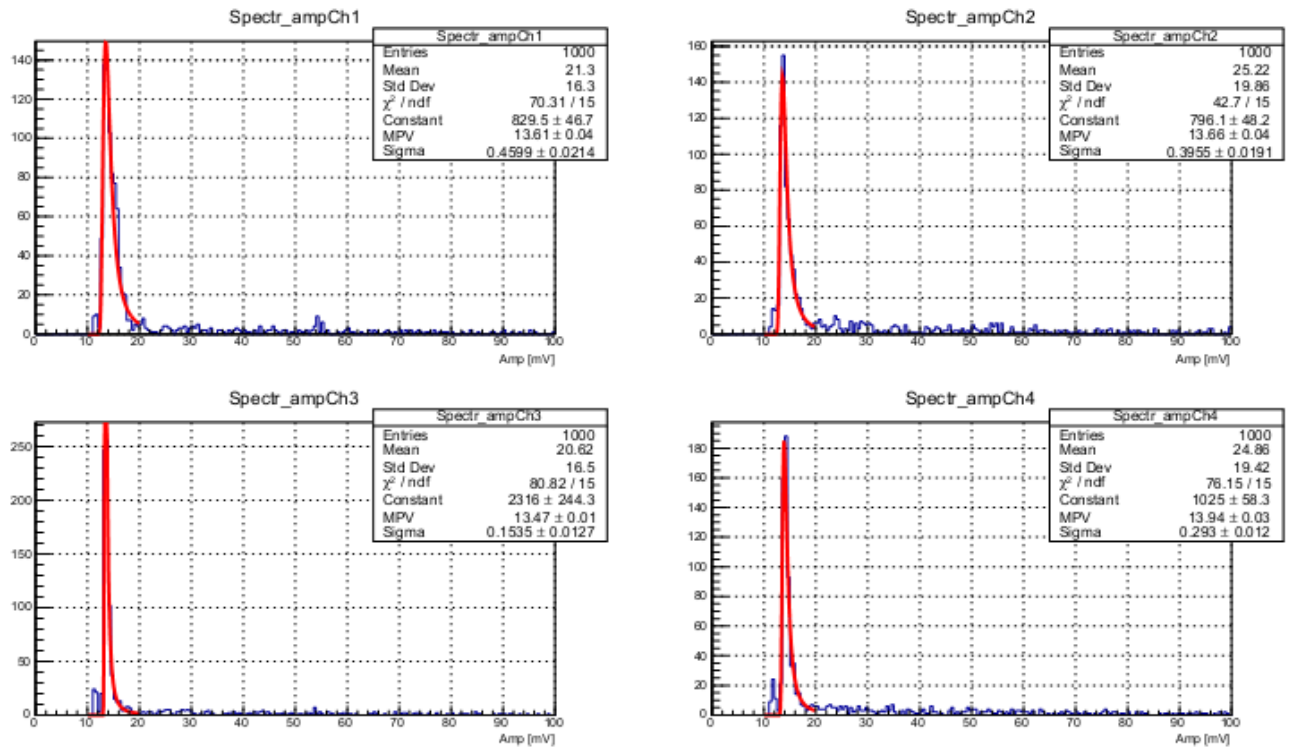 Spectr_ampCh1
Spectr_ampCh1
Entries 1000
Mean 21.3
Std Dev 16.3
χ² / ndf 70.31 / 15
Constant 829.5 ± 46.7
MPV 13.61 ± 0.04
Sigma 0.4599 ± 0.0214
140
120
100
80
60
40
20
0
0 10 20 30 40 50 60 70 80 90 100
Amp [mV]
Spectr_ampCh2
Spectr_ampCh2
Entries 1000
Mean 25.22
Std Dev 19.86
χ² / ndf 42.7 / 15
Constant 796.1 ± 48.2
MPV 13.66 ± 0.04
Sigma 0.3955 ± 0.0191
160
140
120
100
80
60
40
20
0
0 10 20 30 40 50 60 70 80 90 100
Amp [mV]
Spectr_ampCh3
Spectr_ampCh3
Entries 1000
Mean 20.62
Std Dev 16.5
χ² / ndf 80.82 / 15
Constant 2316 ± 244.3
MPV 13.47 ± 0.01
Sigma 0.1535 ± 0.0127
250
200
150
100
50
0
0 10 20 30 40 50 60 70 80 90 100
Amp [mV]
Spectr_ampCh4
Spectr_ampCh4
Entries 1000
Mean 24.86
Std Dev 19.42
χ² / ndf 76.15 / 15
Constant 1025 ± 58.3
MPV 13.94 ± 0.03
Sigma 0.293 ± 0.012
180
160
140
120
100
80
60
40
20
0
0 10 20 30 40 50 60 70 80 90 100
Amp [mV]